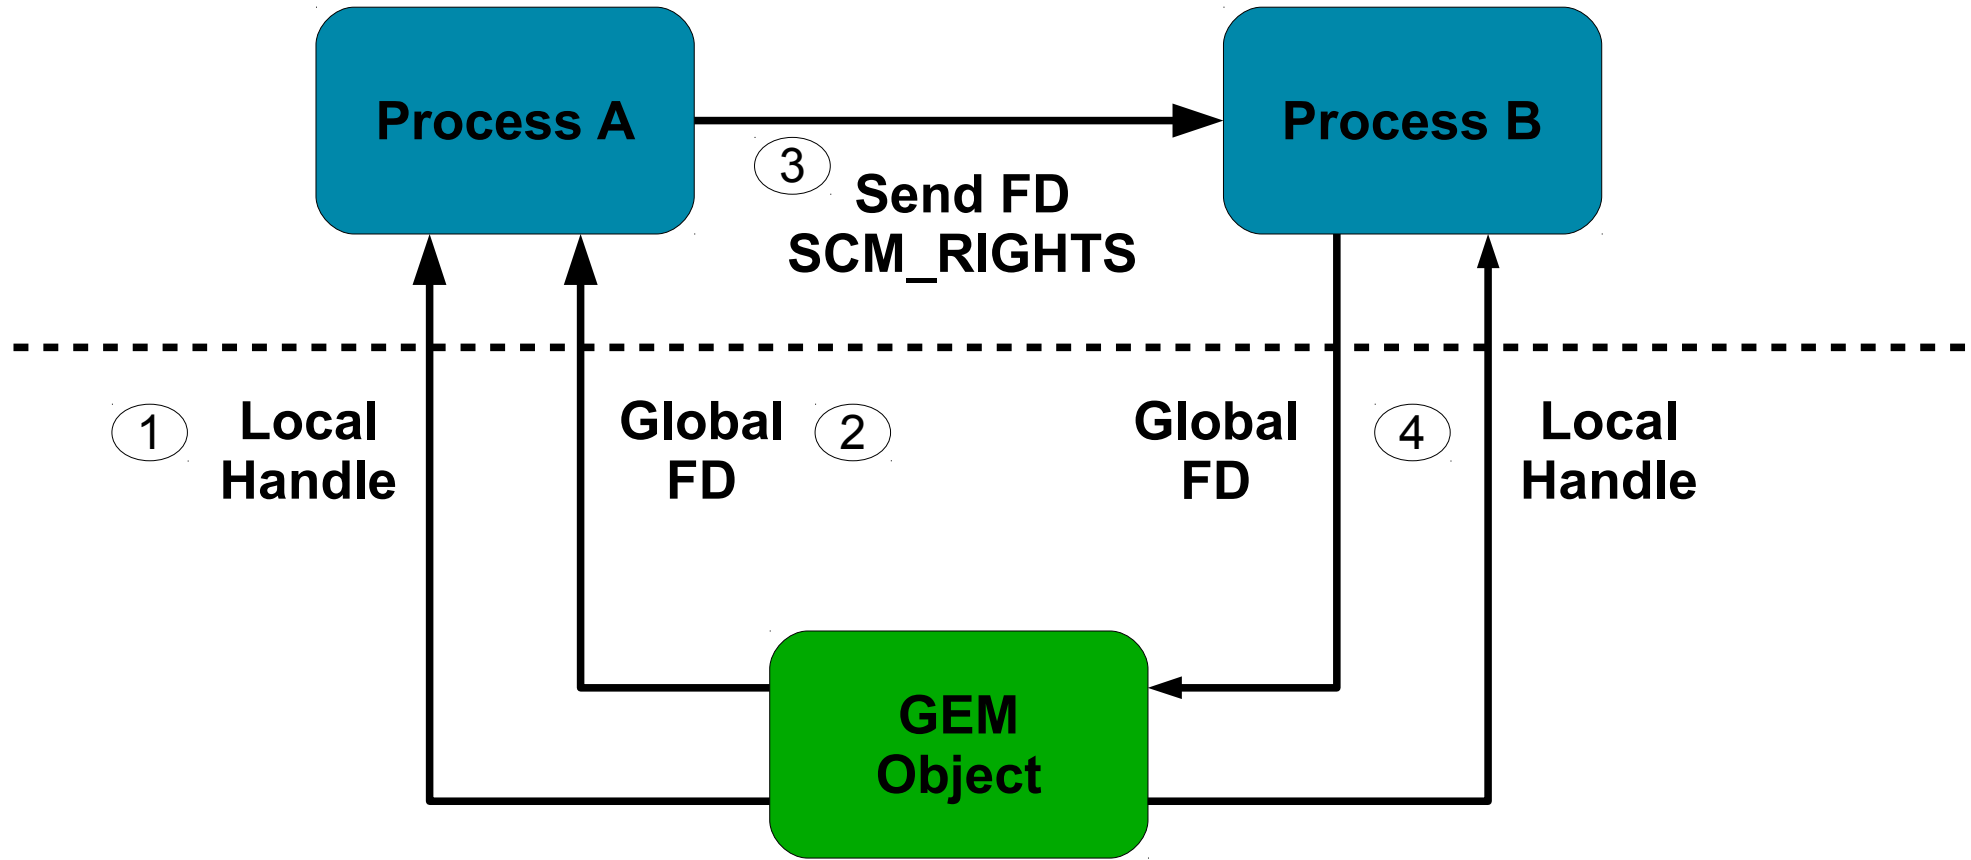 Process A
Process B
3
Send FD
SCM_RIGHTS
1
Local
Handle
Global
FD
2
Global
FD
4
Local
Handle
GEM
Object